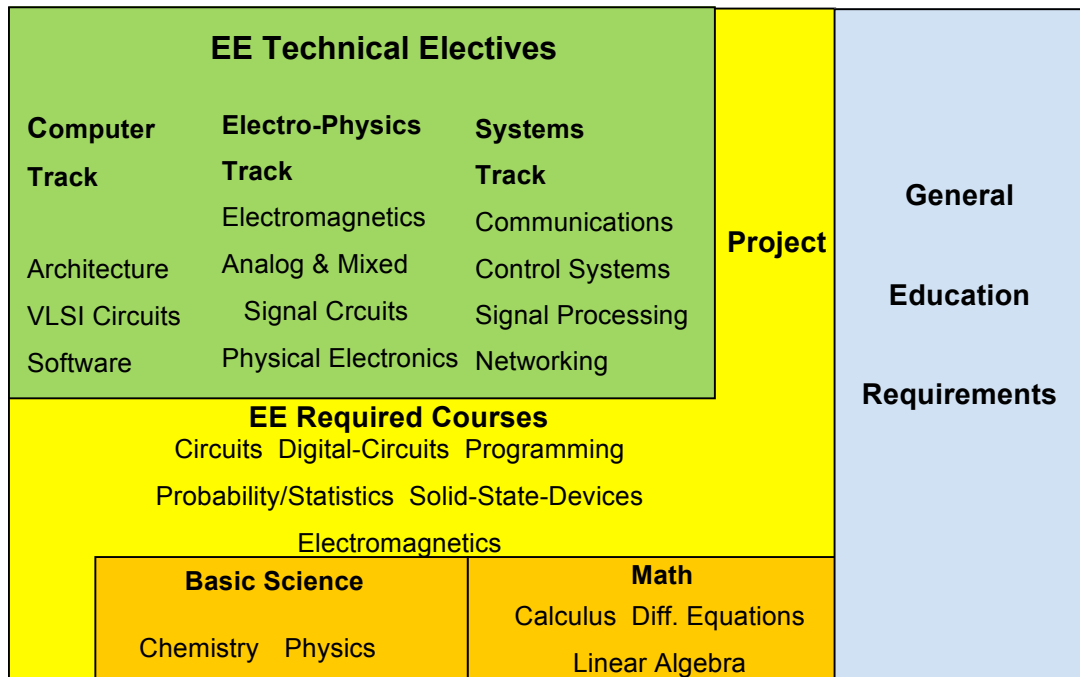 EE Technical Electives
Computer
Track
Architecture
VLSI Circuits
Software
Electro-Physics
Track
Electromagnetics
Analog & Mixed
Signal Crcuits
Physical Electronics
Systems
Track
Communications
Control Systems
Signal Processing
Networking
Project
General
Education
Requirements
EE Required Courses
Circuits Digital-Circuits Programming
Probability/Statistics Solid-State-Devices
Electromagnetics
Basic Science
Chemistry Physics
Math
Calculus Diff. Equations
Linear Algebra